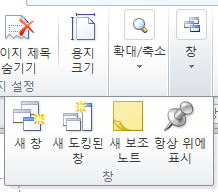 이지 제목
숨기기
용지
크기
확대/축소
창
지 설정
새 창
새 도킹된
창
새 보조
노트
항상 위에
표시
창